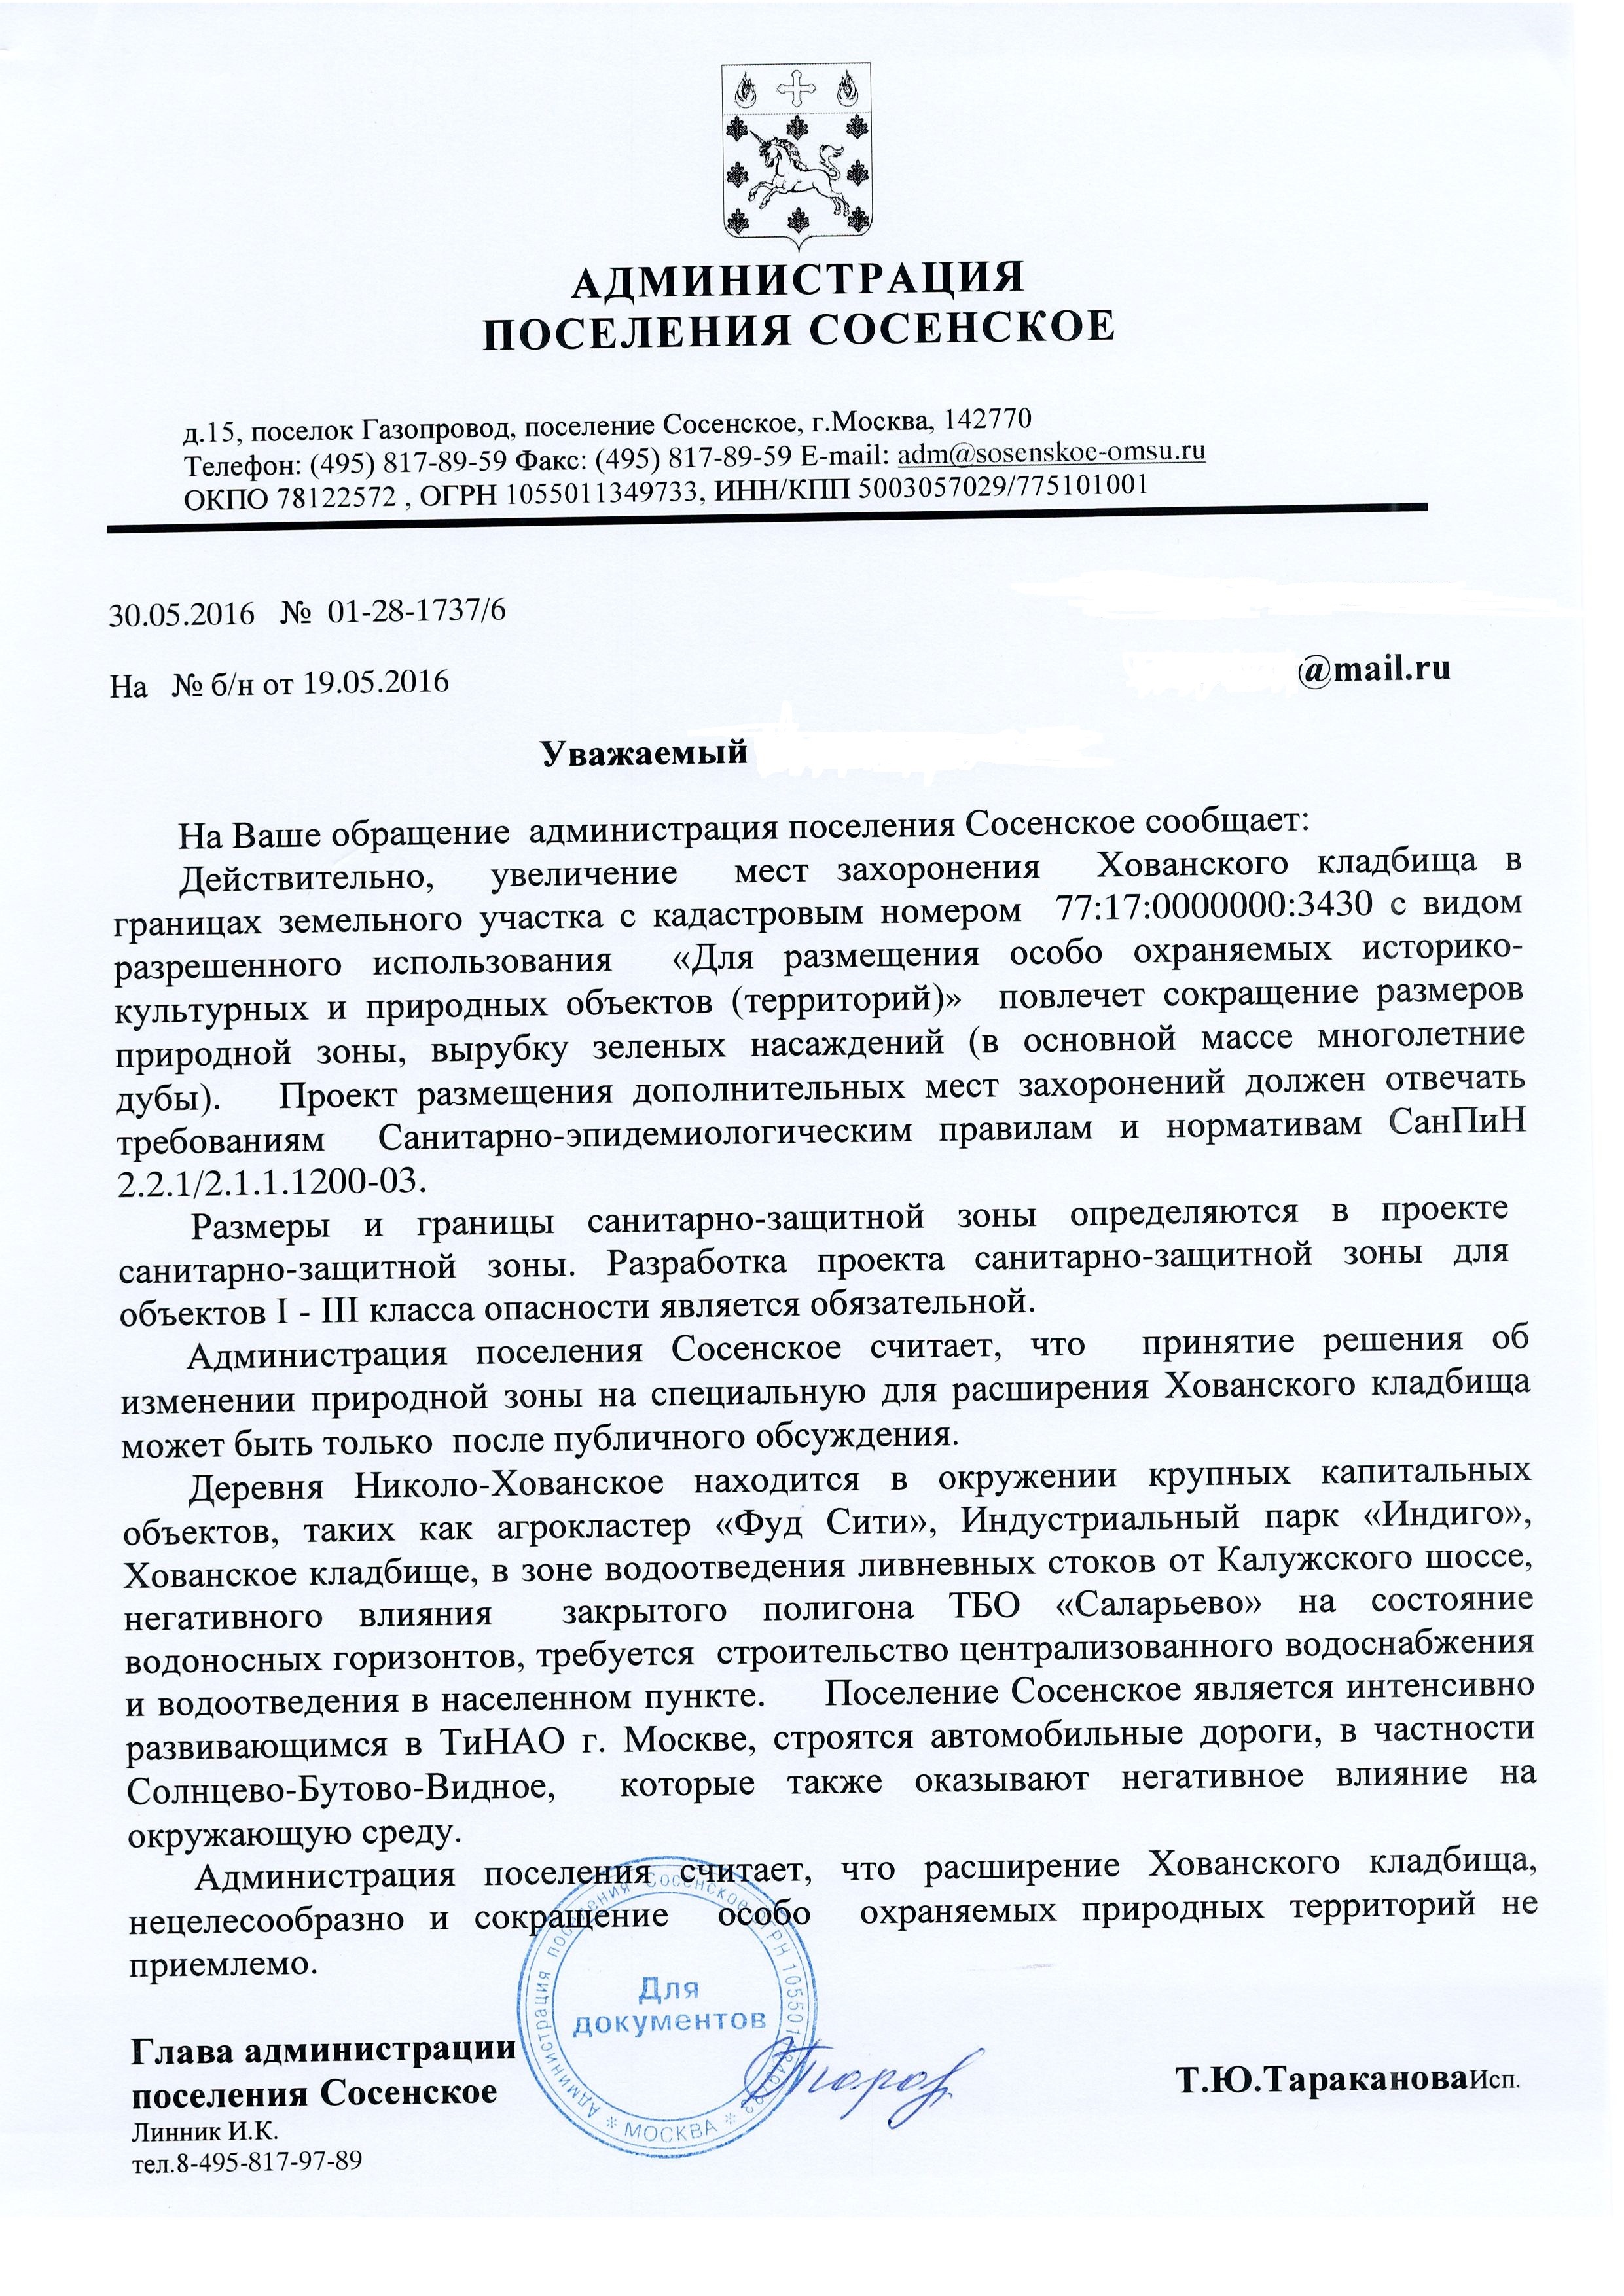 АДМИНИСТРАЦИЯ
ПОСЕЛЕНИЯ СОСЕНСКОЕ
д.15, поселок Газопровод, поселение Сосенское, г.Москва, 142770
Телефон: (495) 817-89-59 Факс: (495) 817-89-59 E-mail: adm@sosenskoe-omsu.ru
ОКПО 78122572 , ОГРН 1055011349733, ИНН/КПП 5003057029/775101001
30.05.2016 № 01-28-1737/6
На № б/н от 19.05.2016
@mail.ru
Уважаемый
На Ваше обращение администрация поселения Сосенское сообщает:
Действительно, увеличение мест захоронения Хованского кладбища в
границах земельного участка с кадастровым номером 77:17:0000000:3430 с видом
разрешенного использования «Для размещения особо охраняемых историко-
культурных и природных объектов (территорий)» повлечет сокращение размеров
природной зоны, вырубку зеленых насаждений (в основной массе многолетние
дубы). Проект размещения дополнительных мест захоронений должен отвечать
требованиям Санитарно-эпидемиологическим правилам и нормативам СанПиН
2.2.1/2.1.1.1200-03.
Размеры и границы санитарно-защитной зоны определяются в проекте
санитарно-защитной зоны. Разработка проекта санитарно-защитной зоны для
объектов I - III класса опасности является обязательной.
Администрация поселения Сосенское считает, что принятие решения об
изменении природной зоны на специальную для расширения Хованского кладбища
может быть только после публичного обсуждения.
Деревня Николо-Хованское находится в окружении крупных капитальных
объектов, таких как агрокластер «Фуд Сити», Индустриальный парк «Индиго»,
Хованское кладбище, в зоне водоотведения ливневных стоков от Калужского шоссе,
негативного влияния закрытого полигона ТБО «Саларьево» на состояние
водоносных горизонтов, требуется строительство централизованного водоснабжения
и водоотведения в населенном пункте. Поселение Сосенское является интенсивно
развивающимся в ТиНАО г. Москве, строятся автомобильные дороги, в частности
Солнцево-Бутово-Видное, которые также оказывают негативное влияние на
окружающую среду.
Администрация поселения считает, что расширение Хованского кладбища,
нецелесообразно и сокращение особо охраняемых природных территорий не
приемлемо.
Администрация поселения Сосенское ОГРН 1055011349733
Для
документов
* МОСКВА *
Глава администрации
поселения Сосенское
Т.Ю.ТаракановаИсп.
Линник И.К.
тел.8-495-817-97-89